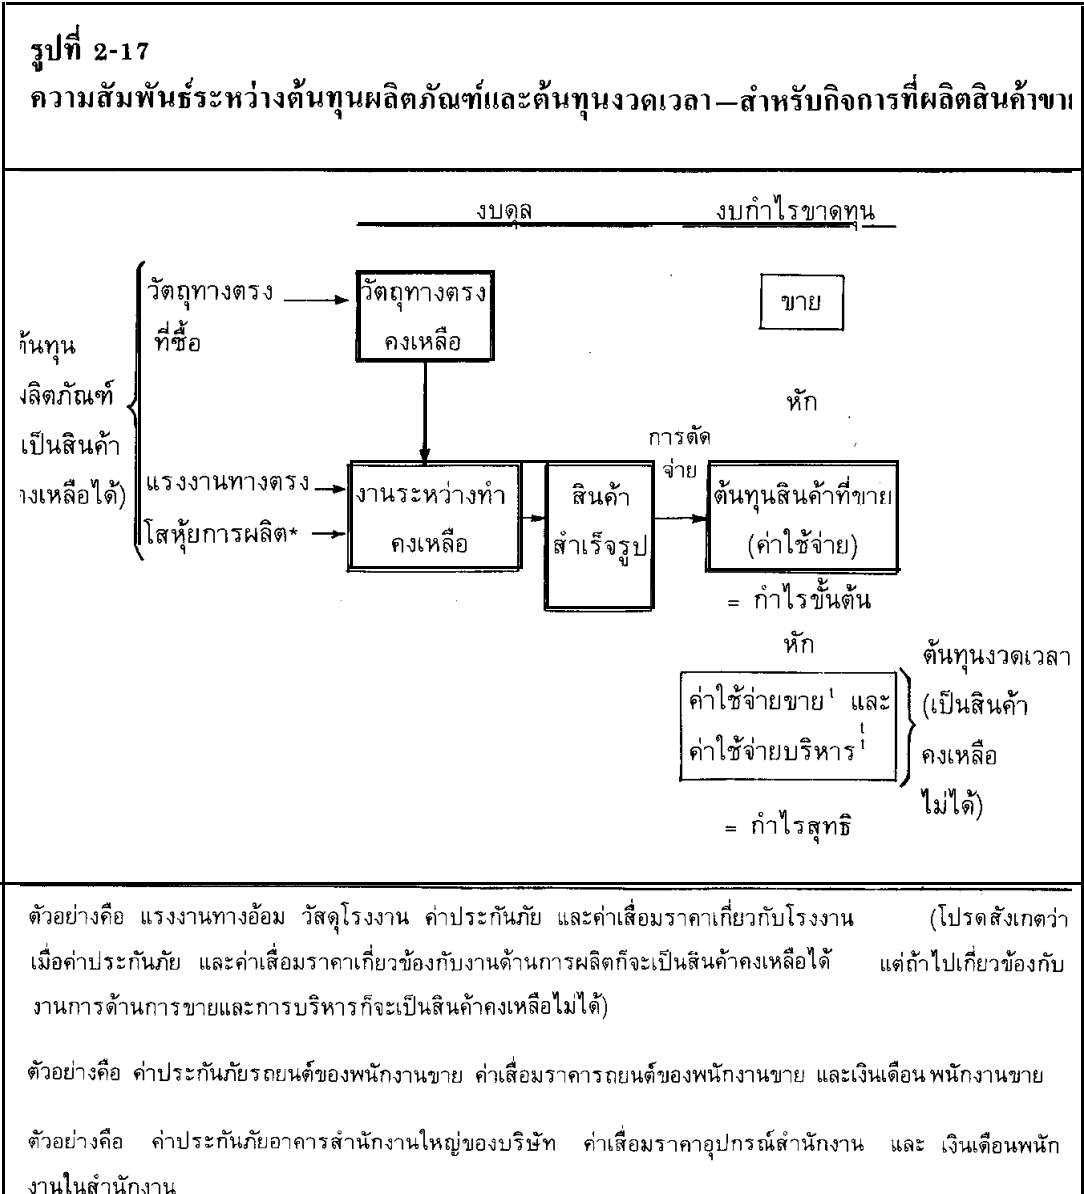 รูปที่ 2-17
ความสัมพันธ์ระหว่างต้นทุนผลิตภัณฑ์และต้นทุนงวดเวลา—สำหรับกิจการที่ผลิตสินค้าขา
งบดุล งบกำไรขาดทุน
วัตถุทางตรง
ที่ซื้อ
วัตถุทางตรง
คงเหลือ
ขาย
้นทุน
ลิตภัณฑ์
เป็นสินค้า
งเหลือได้)
หัก
การตัด
จ่าย
แรงงานทางตรง
โสหุ้ยการผลิต*
งานระหว่างทำ
คงเหลือ
สินค้า
สำเร็จรูป
ต้นทุนสินค้าที่ขาย
(ค่าใช้จ่าย)
= กำไรขั้นต้น
หัก
ค่าใช้จ่ายขาย และ
ค่าใช้จ่ายบริหาร
ต้นทุนงวดเวลา
(เป็นสินค้า
คงเหลือ
ไม่ได้)
= กำไรสุทธิ
ตัวอย่างคือ แรงงานทางอ้อม วัสดุโรงงาน ค่าประกันภัย และค่าเสื่อมราคาเกี่ยวกับโรงงาน (โปรดสังเกตว่า
เมื่อค่าประกันภัย และค่าเสื่อมราคาเกี่ยวข้องกับงานด้านการผลิตก็จะเป็นสินค้าคงเหลือได้ แต่ถ้าไปเกี่ยวข้องกับ
งานการด้านการขายและการบริหารก็จะเป็นสินค้าคงเหลือไม่ได้)
ตัวอย่างคือ ค่าประกันภัยรถยนต์ของพนักงานขาย ค่าเสื่อมราคารถยนต์ของพนักงานขาย และเงินเดือนพนักงานขาย
ตัวอย่างคือ ค่าประกันภัยอาคารสำนักงานใหญ่ของบริษัท ค่าเสื่อมราคาอุปกรณ์สำนักงาน และ เงินเดือนพนัก
งานในสำนักงาน